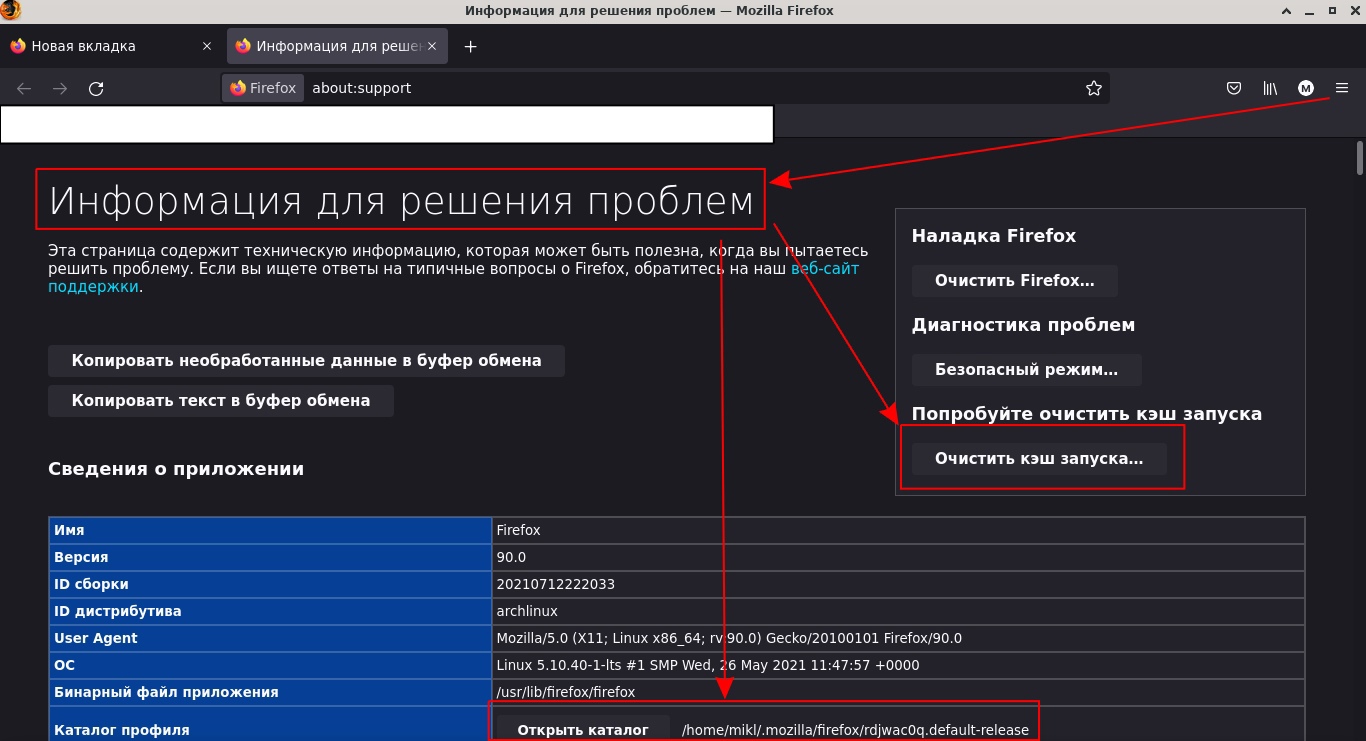 Информация для решения проблем — Mozilla Firefox
Новая вкладка
Информация для решен
Firefox
about:support
M
Информация для решения проблем
Эта страница содержит техническую информацию, которая может быть полезна, когда вы пытаетесь
решить проблему. Если вы ищете ответы на типичные вопросы о Firefox, обратитесь на наш веб-сайт
поддержки.
Копировать необработанные данные в буфер обмена
Копировать текст в буфер обмена
Наладка Firefox
Очистить Firefox…
Диагностика проблем
Безопасный режим…
Попробуйте очистить кэш запуска
Очистить кэш запуска…
Сведения о приложении
Имя Firefox
Версия 90.0
ID сборки 20210712222033
ID дистрибутива archlinux
User Agent Mozilla/5.0 (X11; Linux x86_64; rv:90.0) Gecko/20100101 Firefox/90.0
ОС Linux 5.10.40-1-lts #1 SMP Wed, 26 May 2021 11:47:57 +0000
Бинарный файл приложения /usr/lib/firefox/firefox
Каталог профиля Открыть каталог /home/mikl/.mozilla/firefox/rdjwac0q.default-release